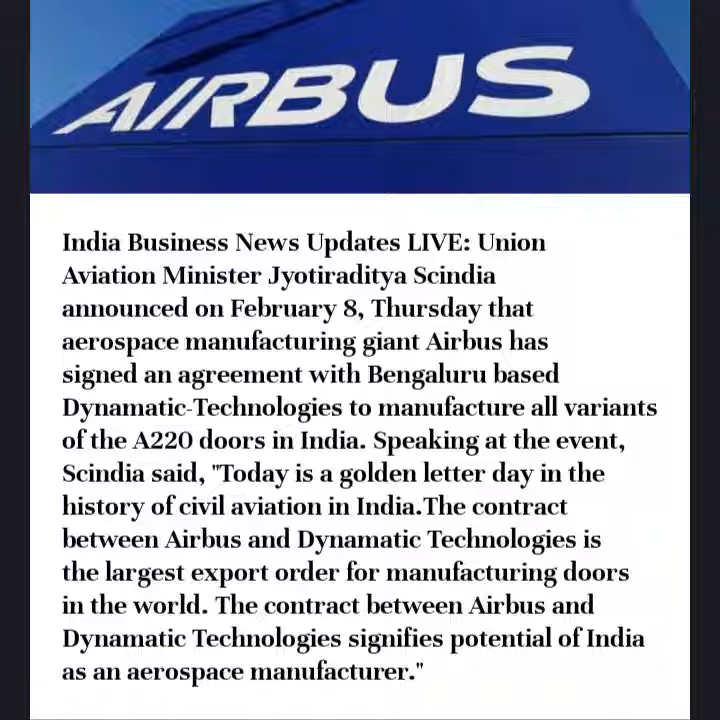 AIRBUS
India Business News Updates LIVE: Union
Aviation Minister Jyotiraditya Scindia
announced on February 8, Thursday that
aerospace manufacturing giant Airbus has
signed an agreement with Bengaluru based
Dynamatic-Technologies to manufacture all variants
of the A220 doors in India. Speaking at the event,
Scindia said, "Today is a golden letter day in the
history of civil aviation in India.The contract
between Airbus and Dynamatic Technologies is
the largest export order for manufacturing doors
in the world. The contract between Airbus and
Dynamatic Technologies signifies potential of India
as an aerospace manufacturer."